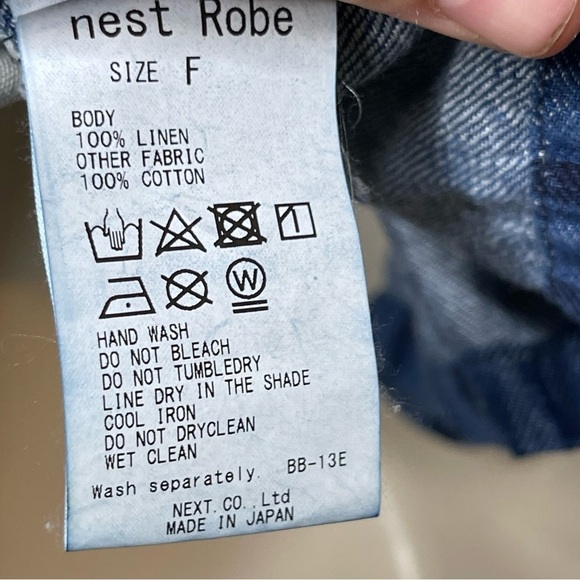 nest Robe
SIZE F
BODY
100% LINEN
OTHER FABRIC
100% COTTON
W
HAND WASH
DO NOT BLEACH
DO NOT TUMBLEDRY
LINE DRY IN THE SHADE
COOL IRON
DO NOT DRYCLEAN
WET CLEAN
Wash separately. BB-13E
NEXT. CO., Ltd
MADE IN JAPAN